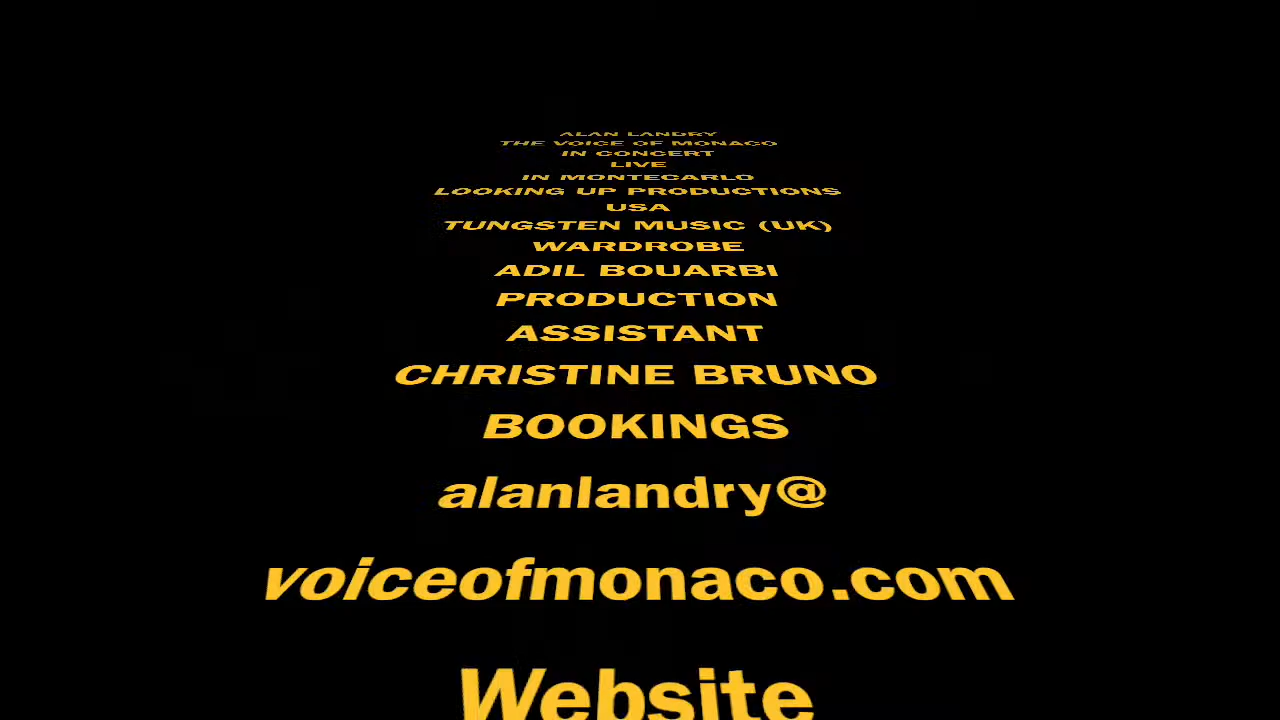 ALAN LANDRY
THE VOICE OF MONACO
IN CONCERT
LIVE
IN MONTECARLO
LOOKING UP PRODUCTIONS
USA
TUNGSTEN MUSIC (UK)
WARDROBE
ADIL BOUARBI
PRODUCTION
ASSISTANT
CHRISTINE BRUNO
BOOKINGS
alanlandry@
voiceofmonaco.com
Website